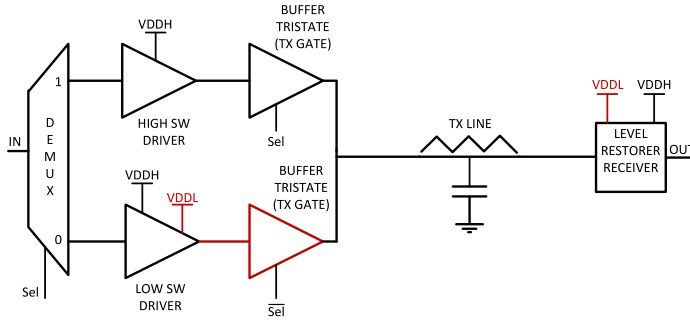 BUFFER
TRISTATE
(TX GATE)
VDDH
1
Sel
HIGH SW
DRIVER
D
E
M
U
X
IN
TX LINE
VDDL
VDDH
LEVEL
RESTORER
RECEIVER
OUT
VDDH
VDDL
BUFFER
TRISTATE
(TX GATE)
0
Sel
LOW SW
DRIVER
Sel